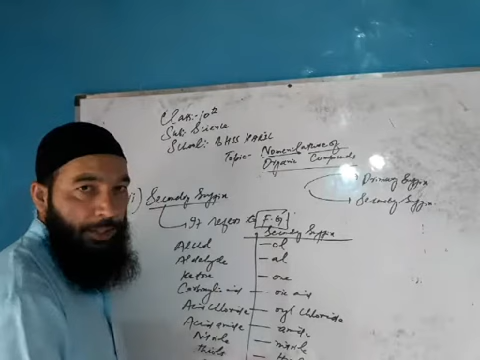 Class:- 10th
Sub: Science
School: GHSS
Topic- Nomenclature of
Organic Compounds
Primary Suffix
Secondary Suffix
ii) Secondary Suffix
It refers to F.G
Secondary Suffix
Alcohol - ol
Aldehyde - al
Ketone - one
Carboxylic acid - oic acid
Acid Chloride - oyl Chloride
Acid amide - amide
Nitrile - nitrile
thiols